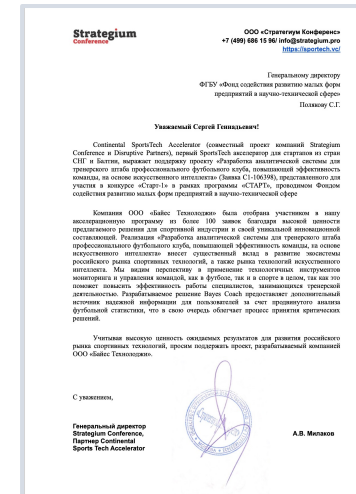 Strategium
Conference
ООО «Стратегиум Конференс»
+7 (499) 686 15 96/ info@strategium.pro
https://sportech.vc/
Генеральному директору
ФГБУ «Фонд содействия развитию малых форм
предприятий в научно-технической сфере»
Полякову С.Г.
Уважаемый Сергей Геннадьевич!
Continental SportsTech Accelerator (совместный проект компаний Strategium
Conference и Disruptive Partners), первый SportsTech акселератор для стартапов из стран
СНГ и Балтии, выражает поддержку проекту «Разработка аналитической системы для
тренерского штаба профессионального футбольного клуба, повышающей эффективность
команды, на основе искусственного интеллекта» (Заявка С1-106398), представленного для
участия в конкурсе «Старт-1» в рамках программы «СТАРТ», проводимом Фондом
содействия развитию малых форм предприятий в научно-технической сфере
Компания ООО «Байес Технолоджи» была отобрана участником в нашу
акселерационную программу из более 100 заявок благодаря высокой ценности
предлагаемого решения для спортивной индустрии и своей уникальной инновационной
составляющей. Реализация «Разработка аналитической системы для тренерского штаба
профессионального футбольного клуба, повышающей эффективность команды, на основе
искусственного интеллекта» внесет существенный вклад в развитие экосистемы
российского рынка спортивных технологий, а также рынка технологий искусственного
интеллекта. Мы видим перспективу в применение технологичных инструментов
мониторинга и управления командой, как в футболе, так и в спорте в целом, так как это
поможет повысить эффективность работы специалистов, занимающихся тренерской
деятельностью. Разрабатываемое решение Bayes Coach предоставляет дополнительный
источник надежной информации для пользователей за счет продвинутого анализа
футбольной статистики, что в свою очередь облегчает процесс принятия критических
решений.
Учитывая высокую ценность ожидаемых результатов для развития российского
рынка спортивных технологий, просим поддержать проект, разрабатываемый компанией
ООО «Байес Технолоджи».
С уважением,
Генеральный директор
Strategium Conference,
Партнер Continental
Sports Tech Accelerator
А.В. Милаков